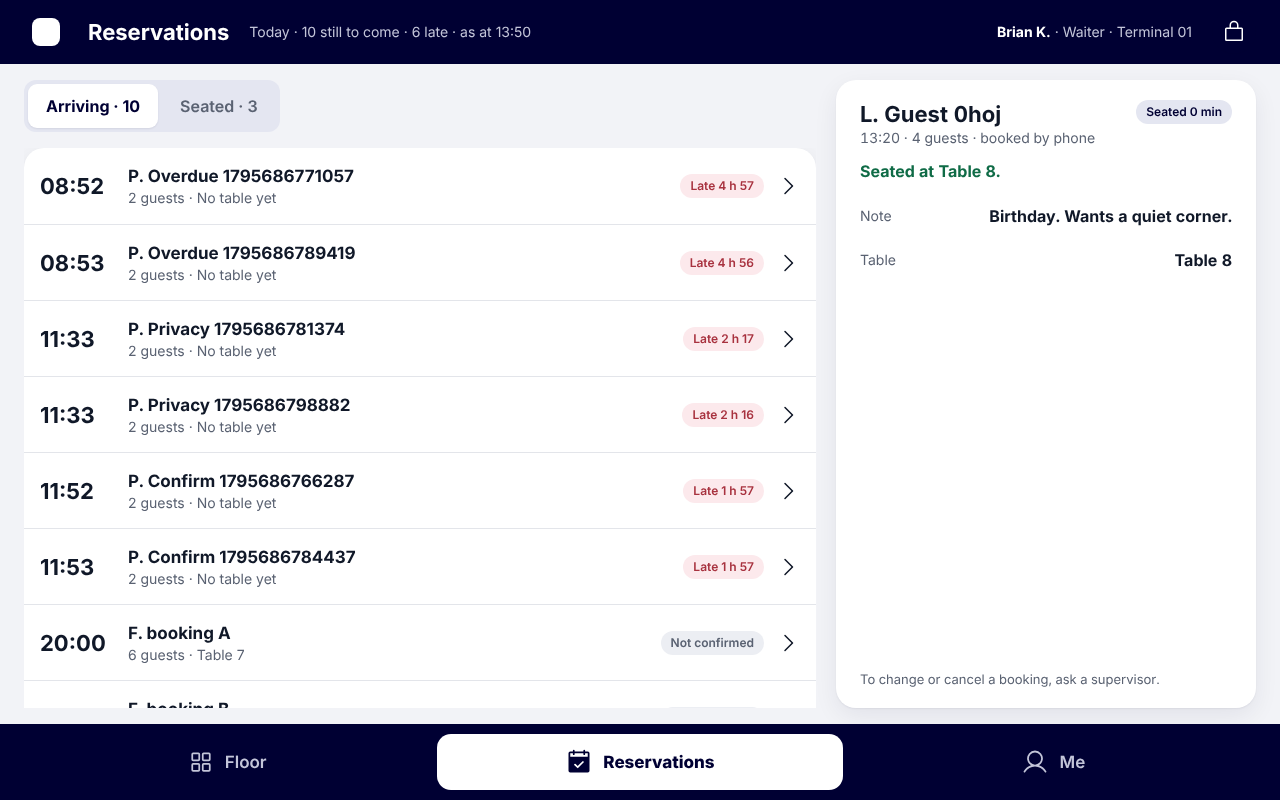 Reservations
Today · 10 still to come · 6 late · as at 13:50
Brian K. · Waiter · Terminal 01
Arriving · 10
Seated · 3
08:52
P. Overdue 1795686771057
2 guests · No table yet
Late 4 h 57
08:53
P. Overdue 1795686789419
2 guests · No table yet
Late 4 h 56
11:33
P. Privacy 1795686781374
2 guests · No table yet
Late 2 h 17
11:33
P. Privacy 1795686798882
2 guests · No table yet
Late 2 h 16
11:52
P. Confirm 1795686766287
2 guests · No table yet
Late 1 h 57
11:53
P. Confirm 1795686784437
2 guests · No table yet
Late 1 h 57
20:00
F. booking A
6 guests · Table 7
Not confirmed
F. booking B
L. Guest 0hoj
Seated 0 min
13:20 · 4 guests · booked by phone
Seated at Table 8.
Note
Birthday. Wants a quiet corner.
Table
Table 8
To change or cancel a booking, ask a supervisor.
Floor
Reservations
Me